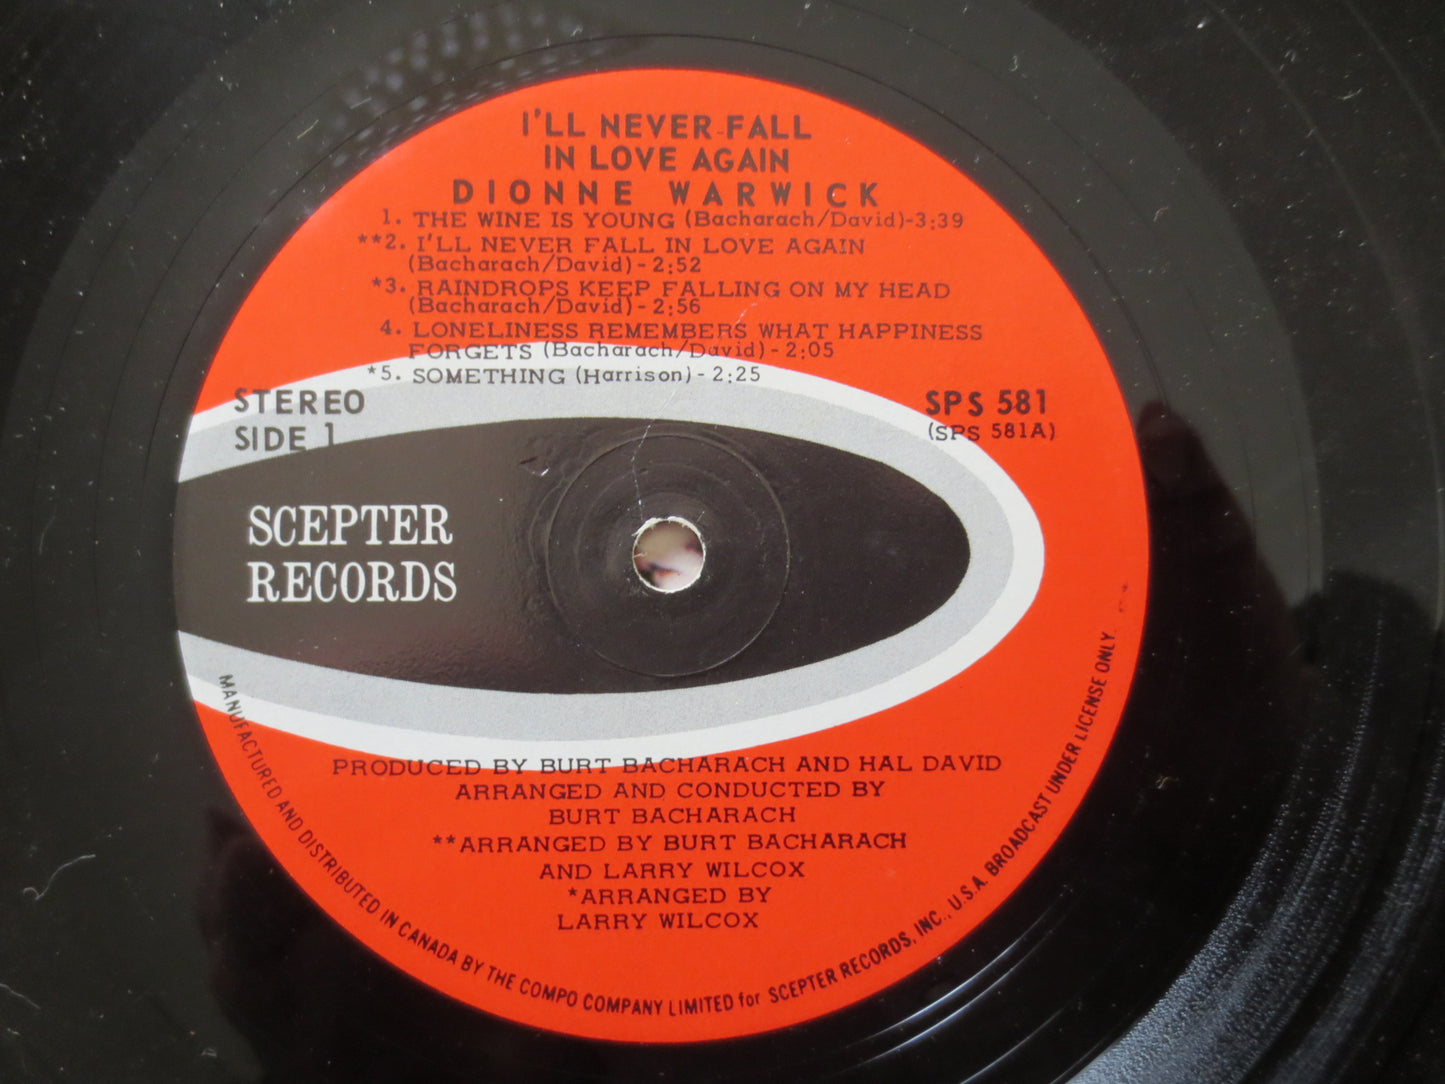 I'LL NEVER FALL
IN LOVE AGAIN
DIONNE WARWICK
1. THE WINE IS YOUNG (Bacharach/David)-3:39
**2. I'LL NEVER FALL IN LOVE AGAIN
(Bacharach/David)-2:52
*3. RAINDROPS KEEP FALLING ON MY HEAD
(Bacharach/David)-2:56
4. LONELINESS REMEMBERS WHAT HAPPINESS
FORGETS (Bacharach/David)-2:05
*5. SOMETHING (Harrison)-2:25
STEREO
SIDE 1
SPS 581
(SPS 581A)
SCEPTER
RECORDS
PRODUCED BY BURT BACHARACH AND HAL DAVID
ARRANGED AND CONDUCTED BY
BURT BACHARACH
**ARRANGED BY BURT BACHARACH
AND LARRY WILCOX
*ARRANGED BY
LARRY WILCOX
MANUFACTURED AND DISTRIBUTED IN CANADA BY THE COMPO COMPANY LIMITED for SCEPTER RECORDS, INC., U.S.A. BROADCAST UNDER LICENSE ONLY